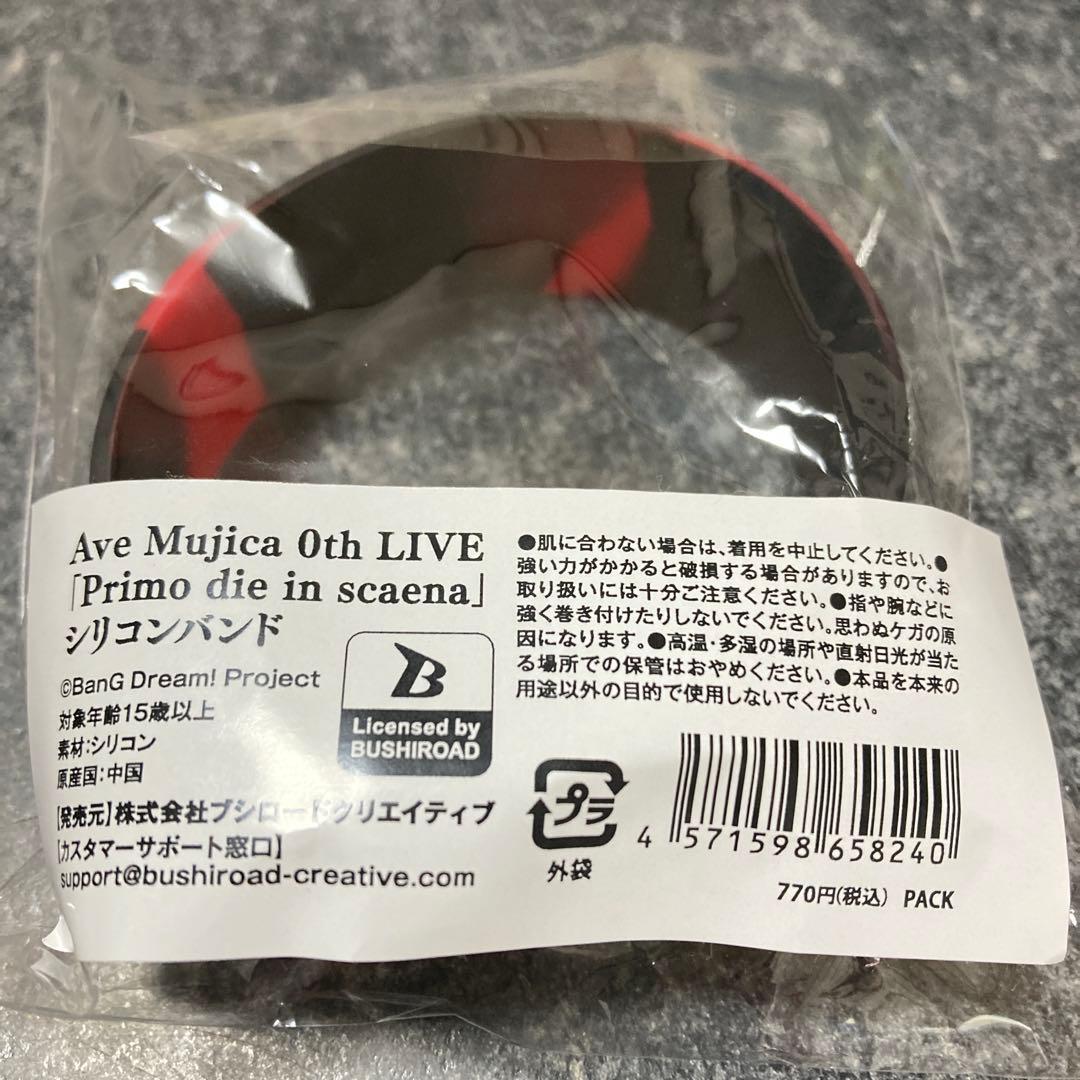 Ave Mujica 0th LIVE
「Primo die in scaena」
シリコンバンド
©BanG Dream! Project
対象年齢15歳以上
素材:シリコン
原産国:中国
B
Licensed by
BUSHIROAD
【発売元】株式会社ブシロードクリエイティブ
【カスタマーサポート窓口】
support@bushiroad-creative.com
●肌に合わない場合は、着用を中止してください。●
強い力がかかると破損する場合がありますので、お
取り扱いには十分ご注意ください。●指や腕などに
強く巻き付けたりしないでください。思わぬケガの原
因になります。●高温・多湿の場所や直射日光が当た
る場所での保管はおやめください。●本品を本来の
用途以外の目的で使用しないでください。
プラ
外袋
4 571598 658240
770円(税込) PACK